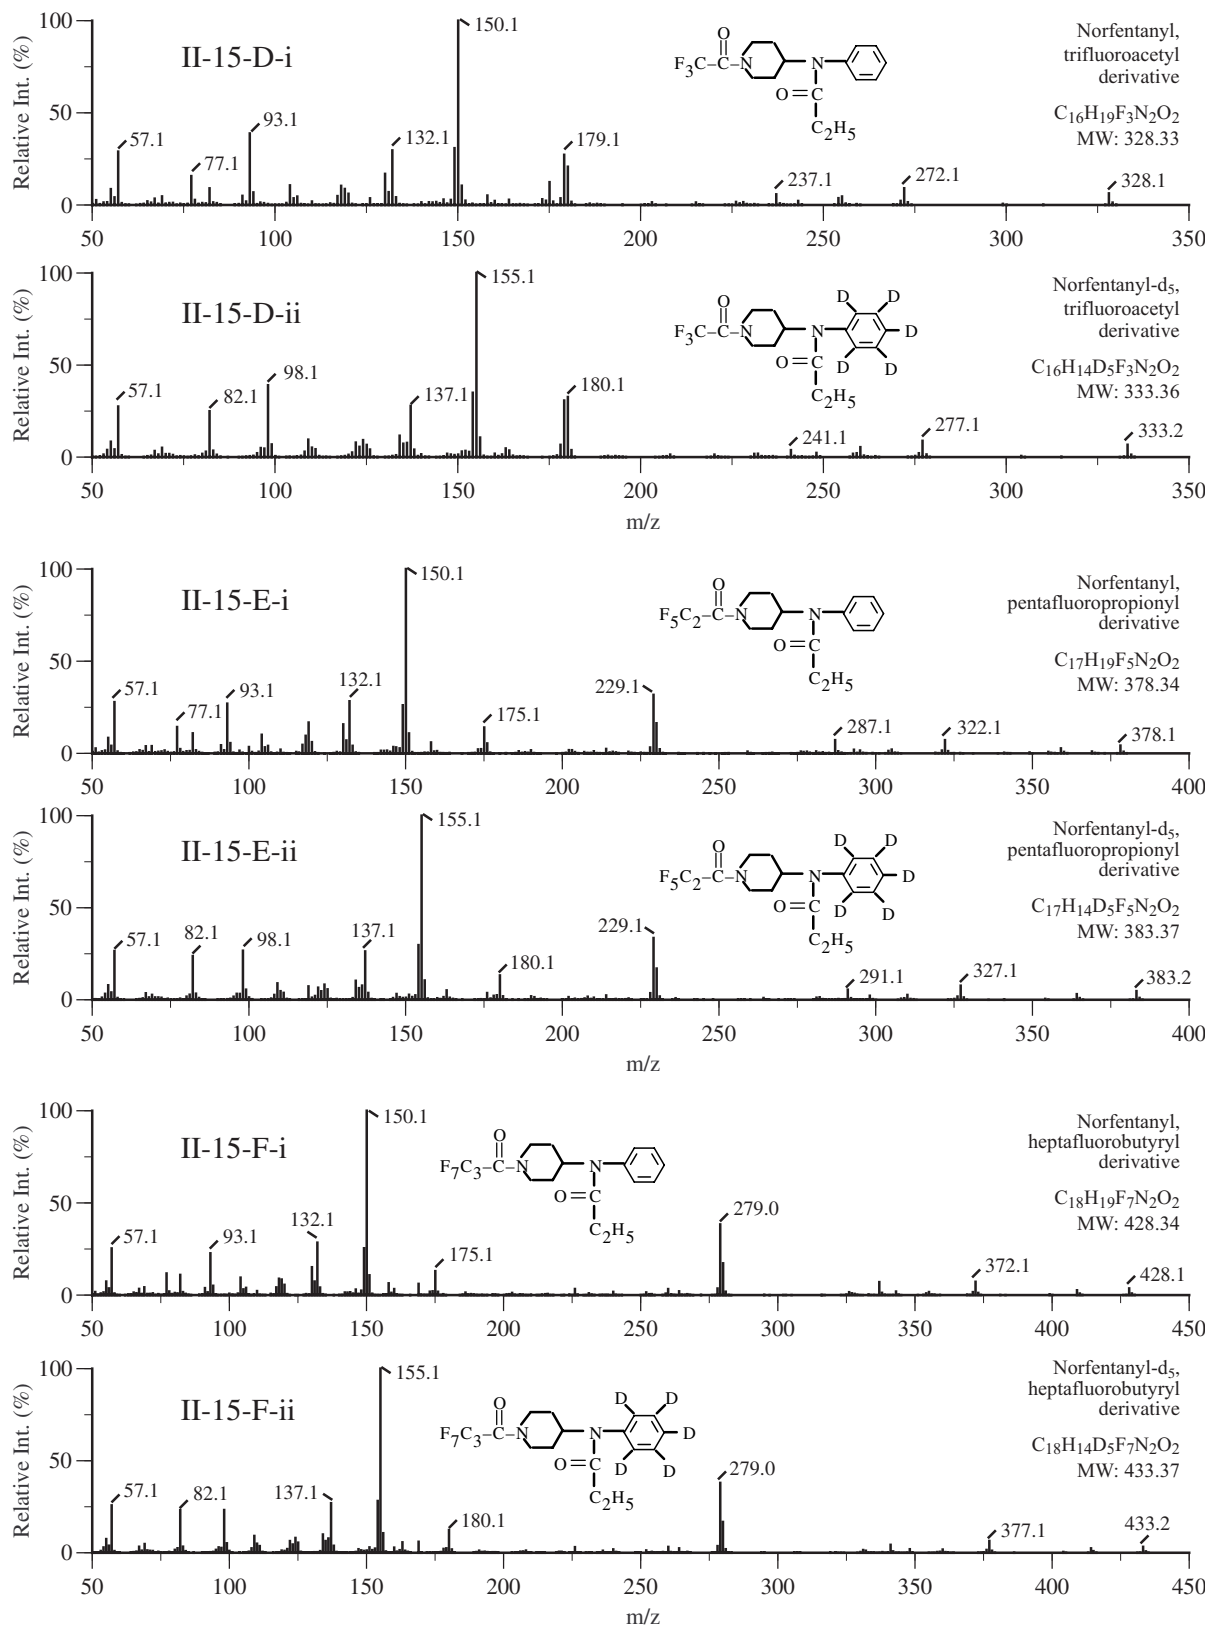 Relative Int. (%)
100
50
0
II-15-D-i
57.1
77.1
93.1
132.1
150.1
179.1
237.1
272.1
328.1
O
F₃C–C–N
N
O=C
C₂H₅
Norfentanyl,
trifluoroacetyl
derivative
C₁₆H₁₉F₃N₂O₂
MW: 328.33
50 100 150 200 250 300 350
Relative Int. (%)
100
50
0
II-15-D-ii
57.1
82.1
98.1
137.1
155.1
180.1
241.1
277.1
333.2
O
F₃C–C–N
N
D D
D
D D
O=C
C₂H₅
Norfentanyl-d₅,
trifluoroacetyl
derivative
C₁₆H₁₄D₅F₃N₂O₂
MW: 333.36
50 100 150 200 250 300 350
m/z
Relative Int. (%)
100
50
0
II-15-E-i
57.1
77.1
93.1
132.1
150.1
175.1
229.1
287.1
322.1
378.1
O
F₅C₂–C–N
N
O=C
C₂H₅
Norfentanyl,
pentafluoropropionyl
derivative
C₁₇H₁₉F₅N₂O₂
MW: 378.34
50 100 150 200 250 300 350 400
Relative Int. (%)
100
50
0
II-15-E-ii
57.1
82.1
98.1
137.1
155.1
180.1
229.1
291.1
327.1
383.2
O
F₅C₂–C–N
N
D D
D
D D
O=C
C₂H₅
Norfentanyl-d₅,
pentafluoropropionyl
derivative
C₁₇H₁₄D₅F₅N₂O₂
MW: 383.37
50 100 150 200 250 300 350 400
m/z
Relative Int. (%)
100
50
0
II-15-F-i
57.1
93.1
132.1
150.1
175.1
279.0
372.1
428.1
O
F₇C₃–C–N
N
O=C
C₂H₅
Norfentanyl,
heptafluorobutyryl
derivative
C₁₈H₁₉F₇N₂O₂
MW: 428.34
50 100 150 200 250 300 350 400 450
Relative Int. (%)
100
50
0
II-15-F-ii
57.1
82.1
137.1
155.1
180.1
279.0
377.1
433.2
O
F₇C₃–C–N
N
D D
D
D D
O=C
C₂H₅
Norfentanyl-d₅,
heptafluorobutyryl
derivative
C₁₈H₁₄D₅F₇N₂O₂
MW: 433.37
50 100 150 200 250 300 350 400 450
m/z